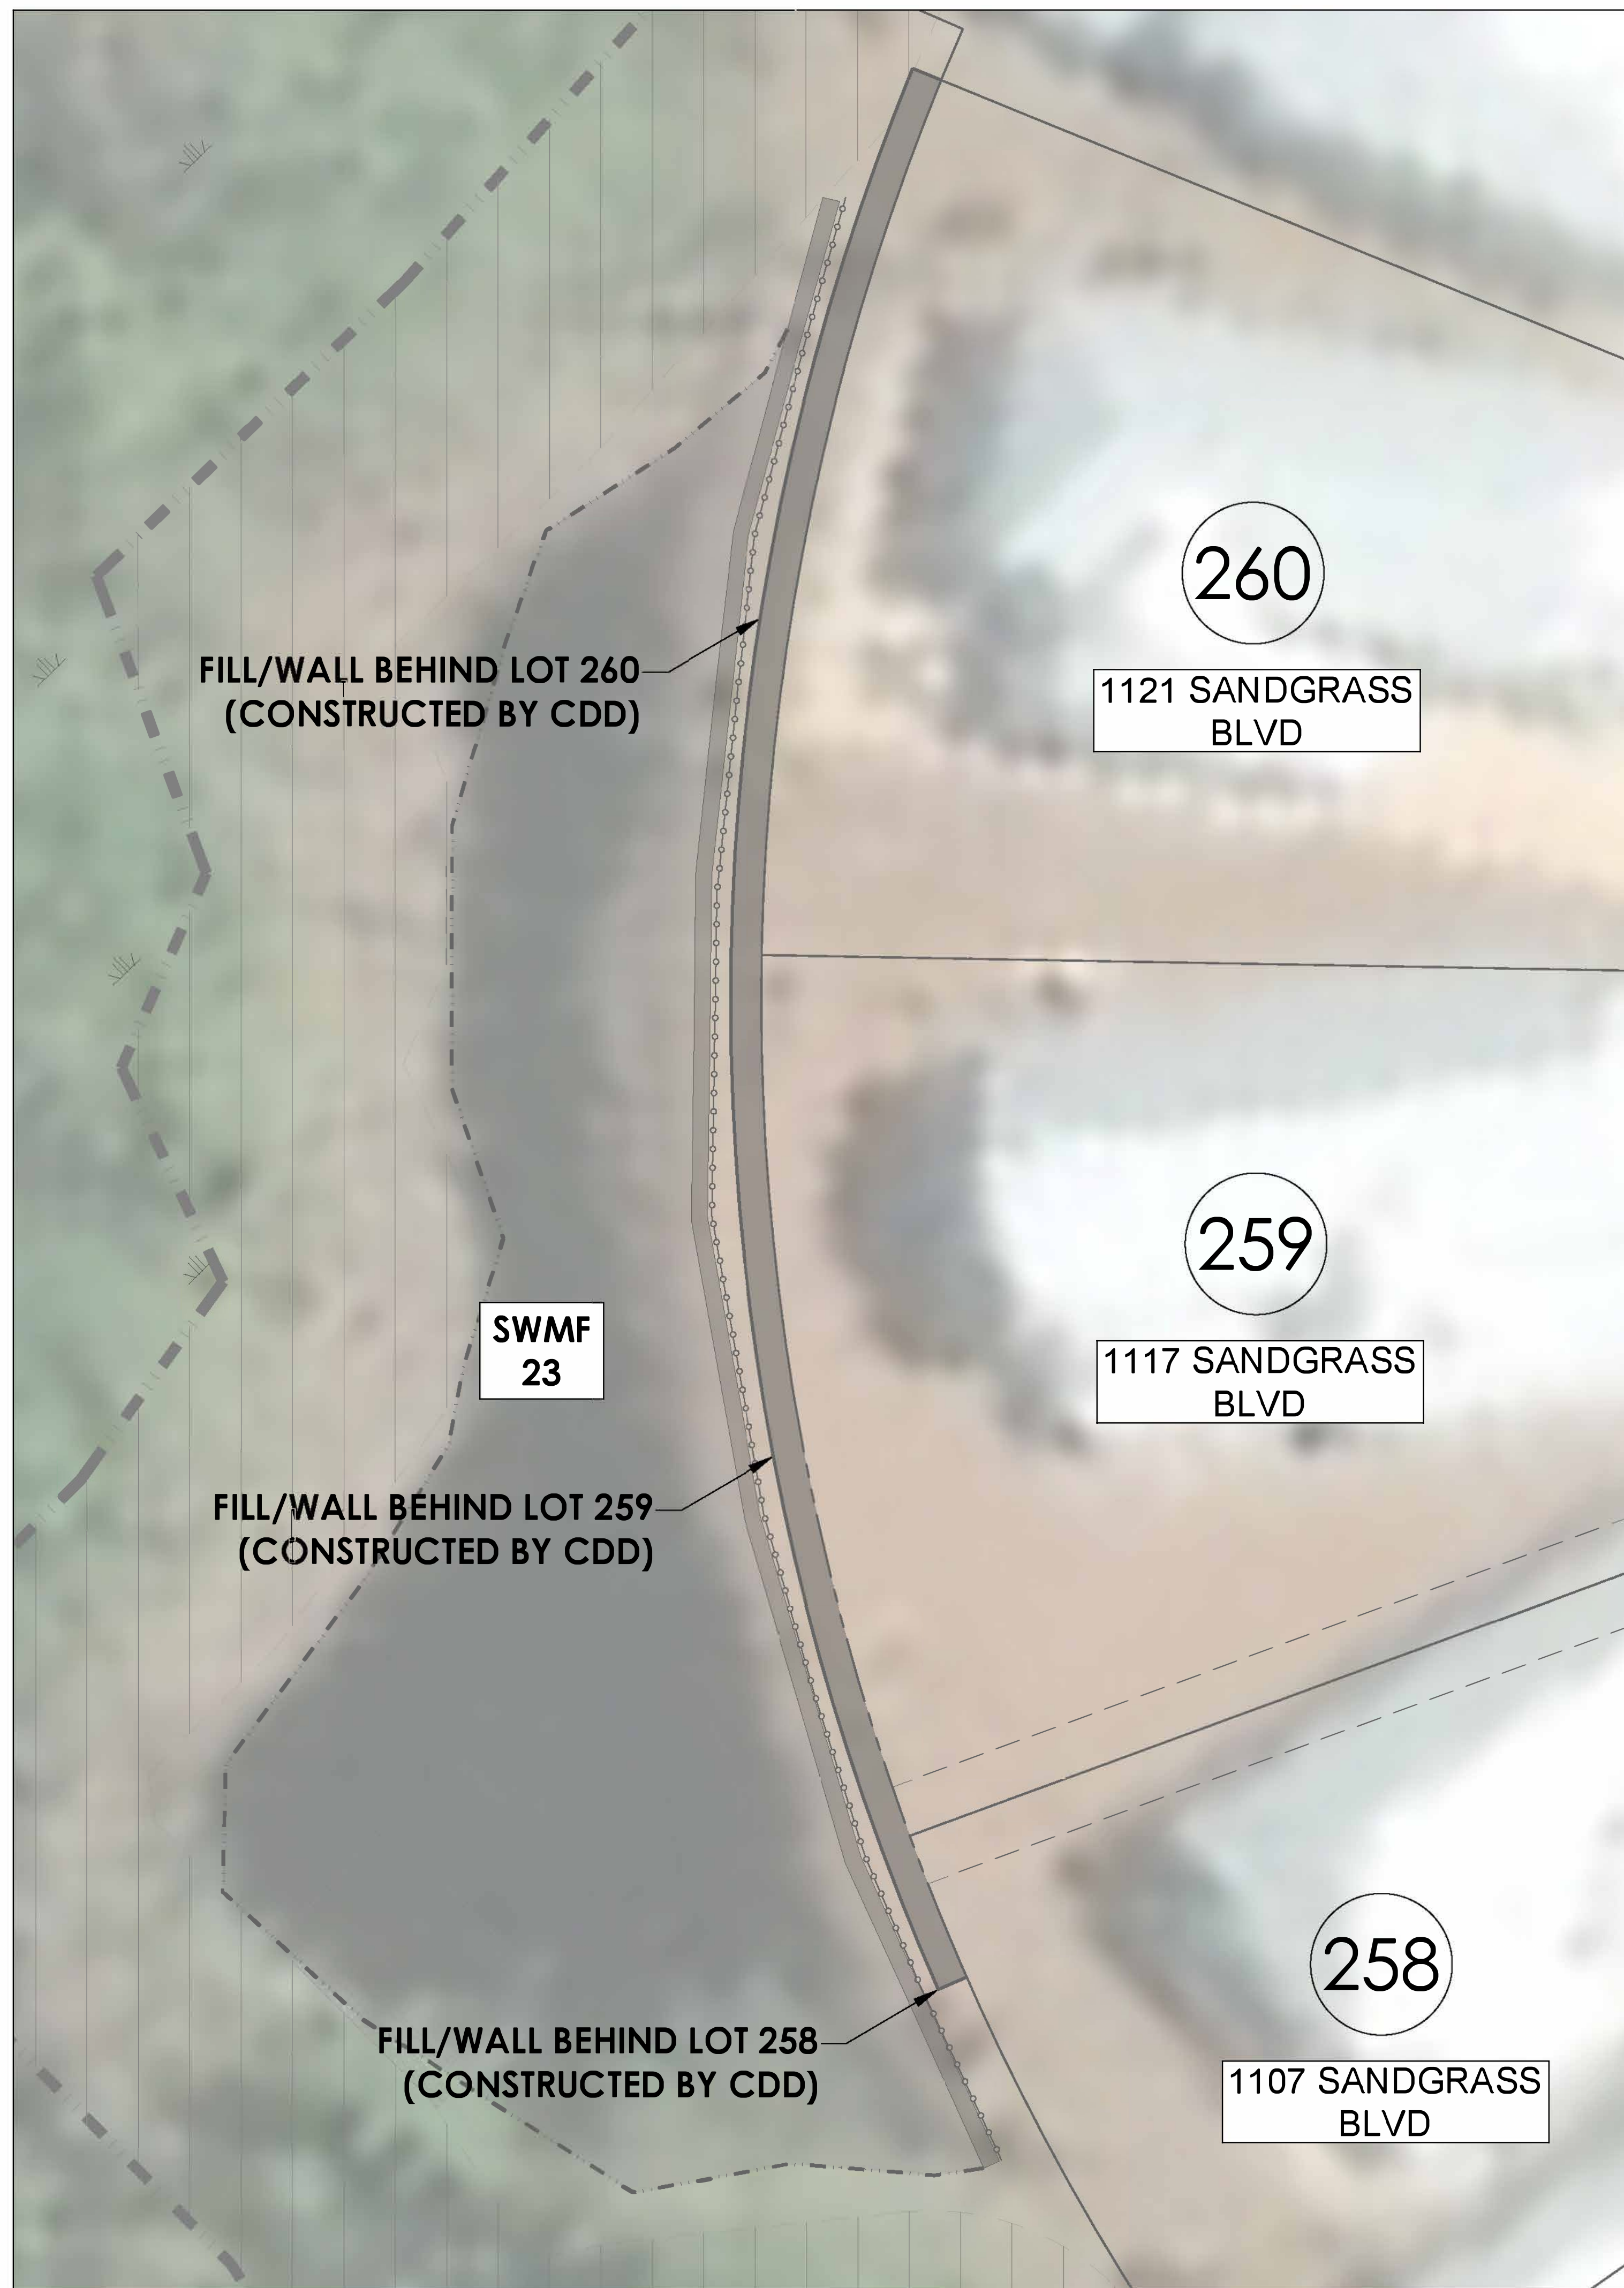 260
FILL/WALL BEHIND LOT 260
(CONSTRUCTED BY CDD)
1121 SANDGRASS
BLVD
259
SWMF
23
1117 SANDGRASS
BLVD
FILL/WALL BEHIND LOT 259
(CONSTRUCTED BY CDD)
258
FILL/WALL BEHIND LOT 258
(CONSTRUCTED BY CDD)
1107 SANDGRASS
BLVD